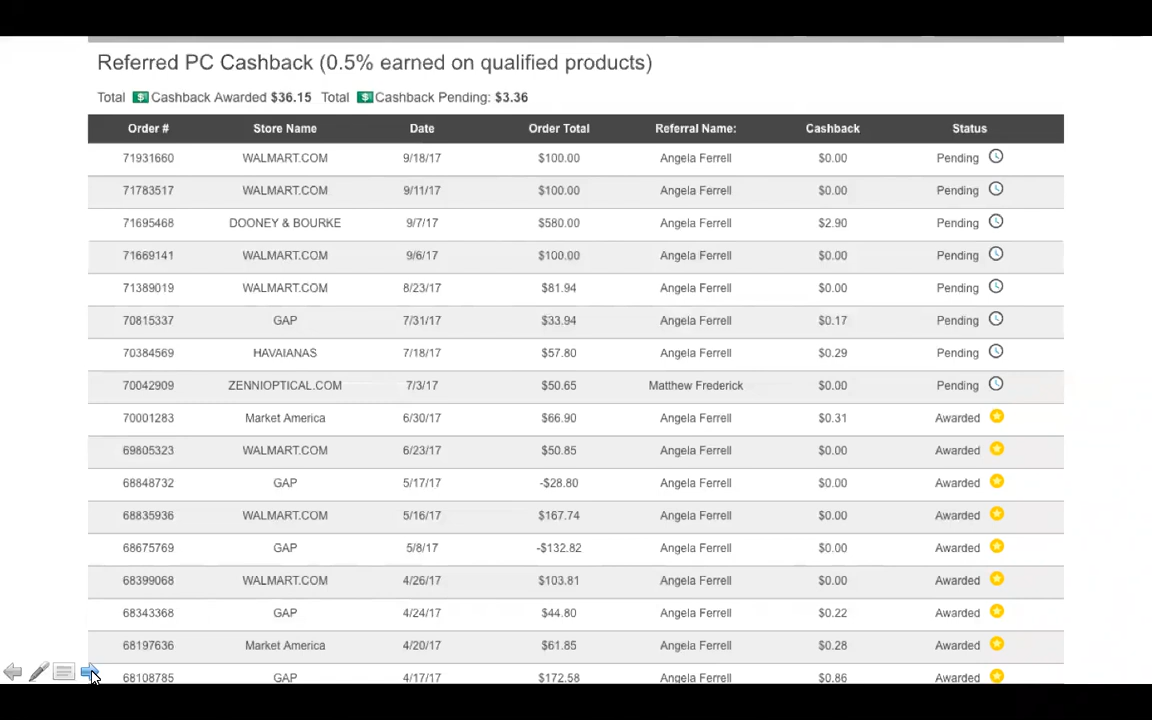 Referred PC Cashback (0.5% earned on qualified products)
Total Cashback Awarded $36.15 Total Cashback Pending: $3.36
Order # Store Name Date Order Total Referral Name: Cashback Status
71931660 WALMART.COM 9/18/17 $100.00 Angela Ferrell $0.00 Pending
71783517 WALMART.COM 9/11/17 $100.00 Angela Ferrell $0.00 Pending
71695468 DOONEY & BOURKE 9/7/17 $580.00 Angela Ferrell $2.90 Pending
71669141 WALMART.COM 9/6/17 $100.00 Angela Ferrell $0.00 Pending
71389019 WALMART.COM 8/23/17 $81.94 Angela Ferrell $0.00 Pending
70815337 GAP 7/31/17 $33.94 Angela Ferrell $0.17 Pending
70384569 HAVAIANAS 7/18/17 $57.80 Angela Ferrell $0.29 Pending
70042909 ZENNIOPTICAL.COM 7/3/17 $50.65 Matthew Frederick $0.00 Pending
70001283 Market America 6/30/17 $66.90 Angela Ferrell $0.31 Awarded
69805323 WALMART.COM 6/23/17 $50.85 Angela Ferrell $0.00 Awarded
68848732 GAP 5/17/17 -$28.80 Angela Ferrell $0.00 Awarded
68835936 WALMART.COM 5/16/17 $167.74 Angela Ferrell $0.00 Awarded
68675769 GAP 5/8/17 -$132.82 Angela Ferrell $0.00 Awarded
68399068 WALMART.COM 4/26/17 $103.81 Angela Ferrell $0.00 Awarded
68343368 GAP 4/24/17 $44.80 Angela Ferrell $0.22 Awarded
68197636 Market America 4/20/17 $61.85 Angela Ferrell $0.28 Awarded
68108785 GAP 4/17/17 $172.58 Angela Ferrell $0.86 Awarded